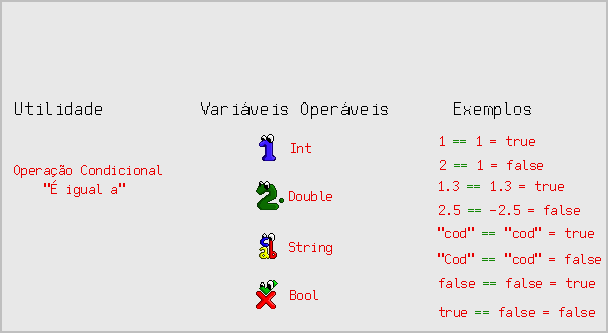 Utilidade
Variáveis Operáveis
Exemplos
Operação Condicional
"É igual a"
Int
Double
String
Bool
1 == 1 = true
2 == 1 = false
1.3 == 1.3 = true
2.5 == -2.5 = false
"cod" == "cod" = true
"Cod" == "cod" = false
false == false = true
true == false = false